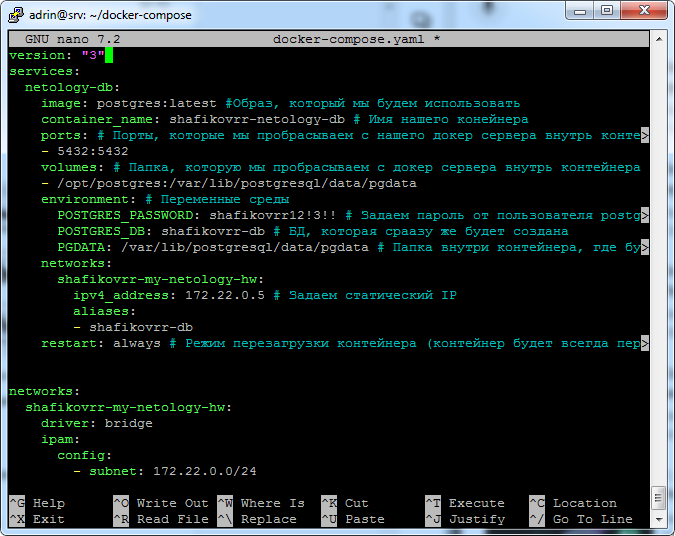 adrin@srv: ~/docker-compose
GNU nano 7.2 docker-compose.yaml *
version: "3"
services:
  netology-db:
    image: postgres:latest #Образ, который мы будем использовать
    container_name: shafikovrr-netology-db # Имя нашего конейнера
    ports: # Порты, которые мы пробрасываем с нашего докер сервера внутрь конте>
    - 5432:5432
    volumes: # Папка, которую мы пробрасываем с докер сервера внутрь контейнера
    - /opt/postgres:/var/lib/postgresql/data/pgdata
    environment: # Переменные среды
      POSTGRES_PASSWORD: shafikovrr12!3!! # Задаем пароль от пользователя postg>
      POSTGRES_DB: shafikovrr-db # БД, которая сраазу же будет создана
      PGDATA: /var/lib/postgresql/data/pgdata # Папка внутри контейнера, где бу>
    networks:
      shafikovrr-my-netology-hw:
        ipv4_address: 172.22.0.5 # Задаем статический IP
        aliases:
        - shafikovrr-db
    restart: always # Режим перезагрузки контейнера (контейнер будет всегда пер>
networks:
  shafikovrr-my-netology-hw:
    driver: bridge
    ipam:
      config:
        - subnet: 172.22.0.0/24
^G Help ^O Write Out ^W Where Is ^K Cut ^T Execute ^C Location
^X Exit ^R Read File ^\ Replace ^U Paste ^J Justify ^/ Go To Line